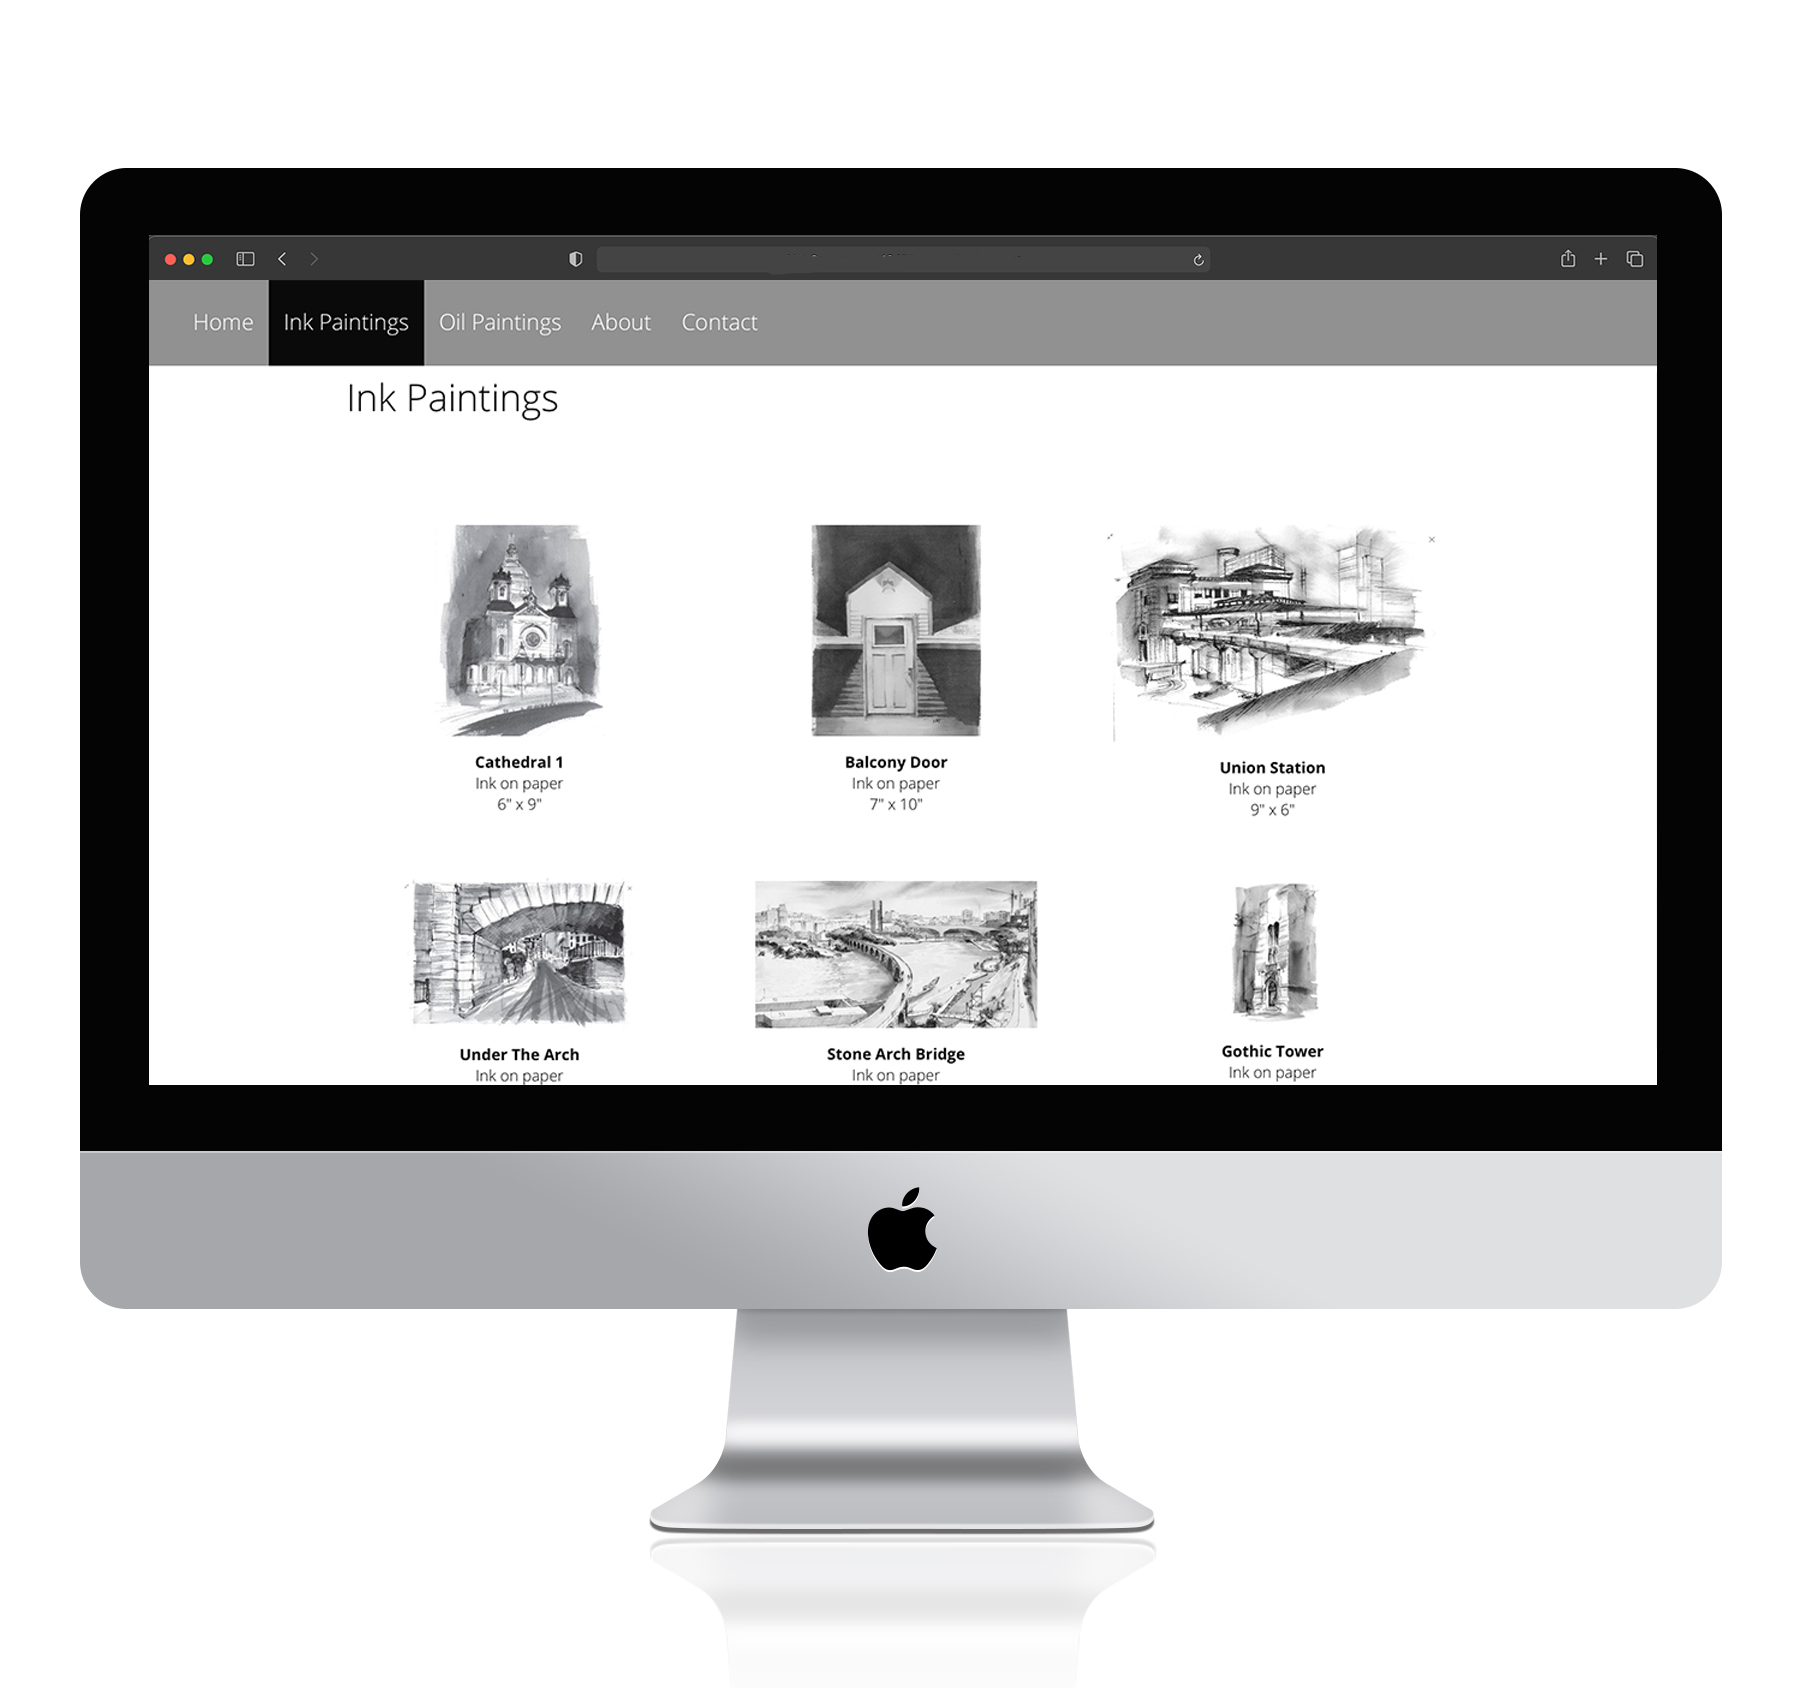 Home Ink Paintings Oil Paintings About Contact
Ink Paintings
Cathedral 1
Ink on paper
6" x 9"
Balcony Door
Ink on paper
7" x 10"
Union Station
Ink on paper
9" x 6"
Under The Arch
Ink on paper
Stone Arch Bridge
Ink on paper
Gothic Tower
Ink on paper